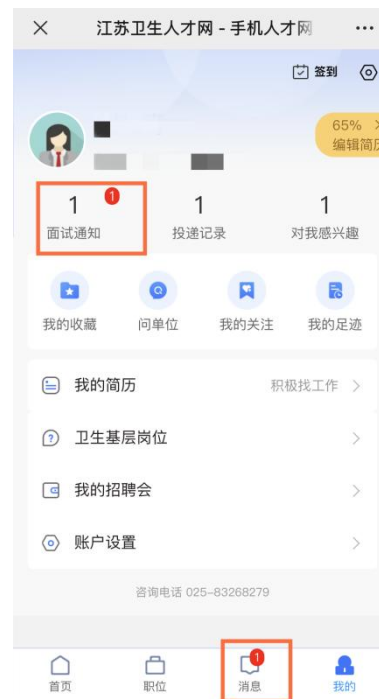 江苏卫生人才网 - 手机人才网
签到
65%
编辑简历
1 1 1 1
面试通知 投递记录 对我感兴趣
我的收藏 问单位 我的关注 我的足迹
我的简历 积极找工作
卫生基层岗位
我的招聘会
账户设置
咨询电话 025-83268279
1
首页 职位 消息 我的